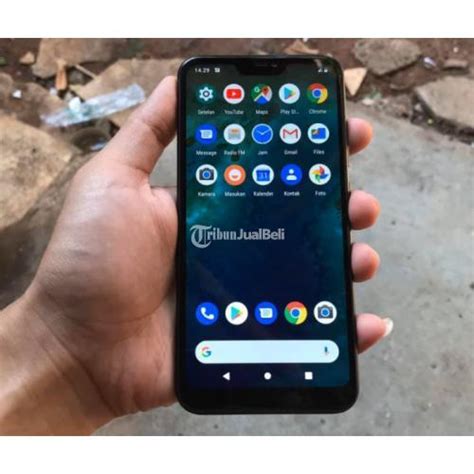 14.29
Setelan YouTube Maps Play St... Chrome
Message Radio FM Jam Gmail Files
Kamera Masukan Kalender Kontak Foto
TribunJualBeli